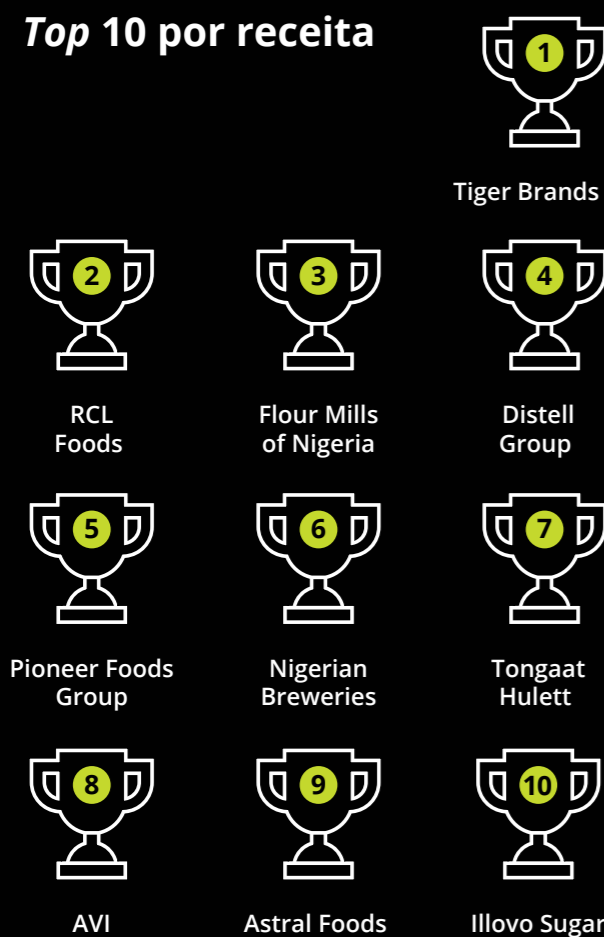 Top 10 por receita
1
Tiger Brands
2
3
4
RCL
Foods
Flour Mills
of Nigeria
Distell
Group
5
6
7
Pioneer Foods
Group
Nigerian
Breweries
Tongaat
Hulett
8
9
10
AVI
Astral Foods
Illovo Sugar